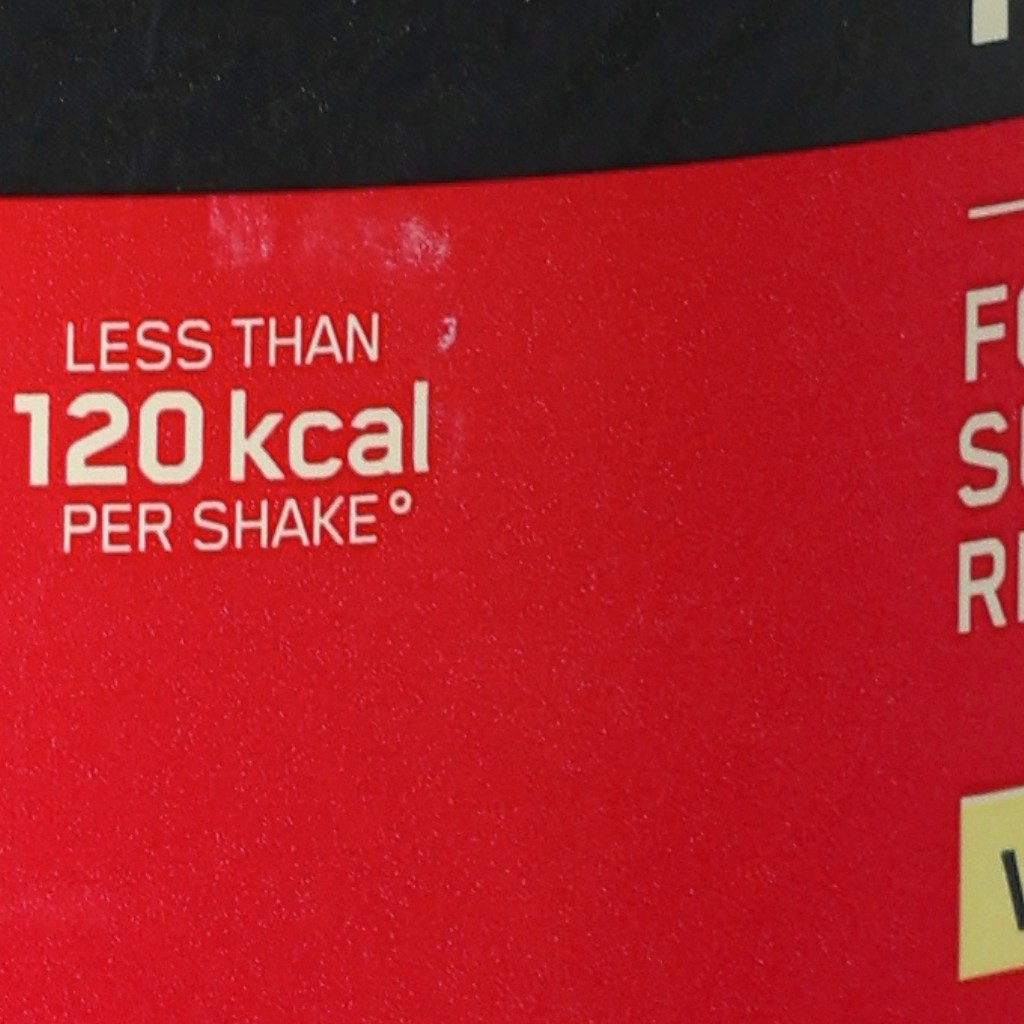 LESS THAN
120 kcal
PER SHAKE°